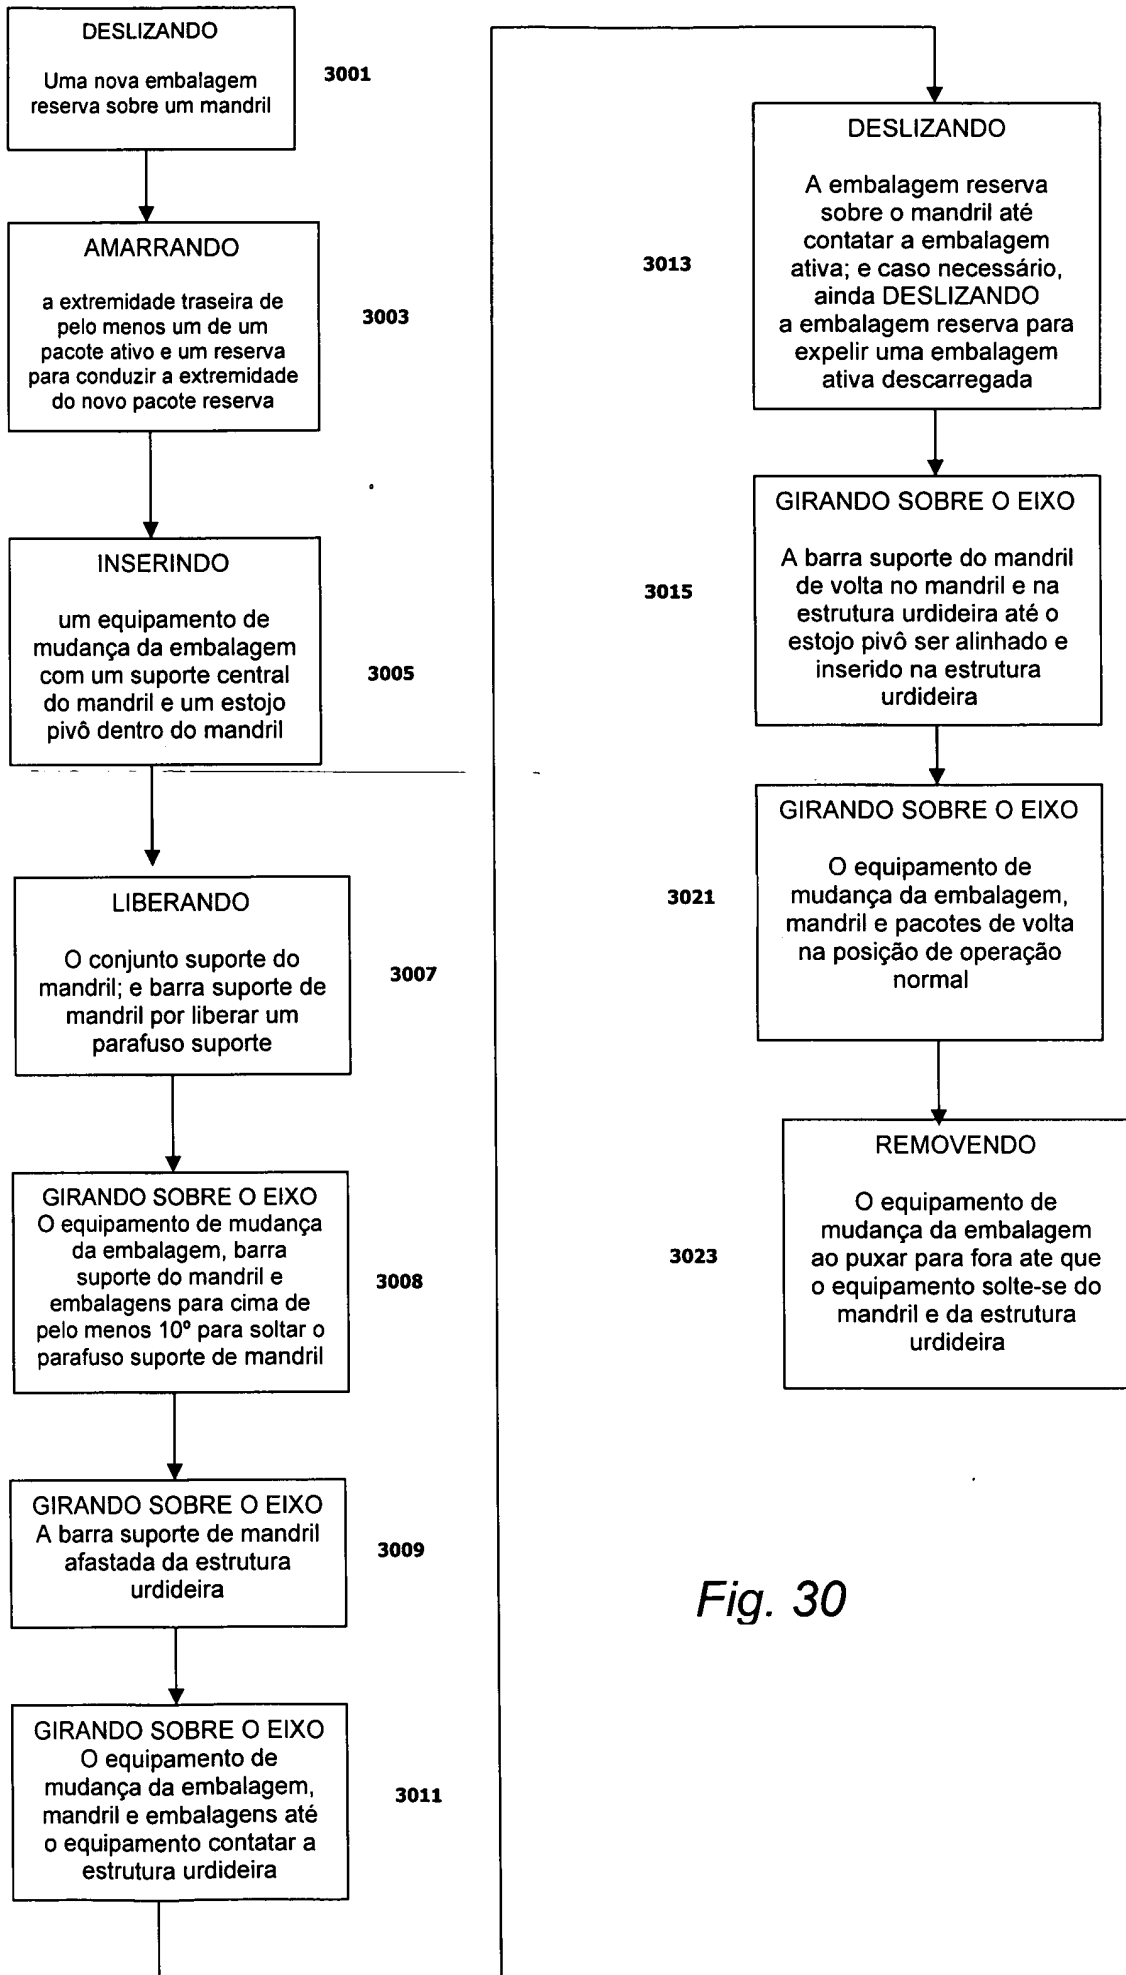 DESLIZANDO
Uma nova embalagem
reserva sobre um mandril
3001
AMARRANDO
a extremidade traseira de
pelo menos um de um
pacote ativo e um reserva
para conduzir a extremidade
do novo pacote reserva
3003
INSERINDO
um equipamento de
mudança da embalagem
com um suporte central
do mandril e um estojo
pivô dentro do mandril
3005
LIBERANDO
O conjunto suporte do
mandril; e barra suporte de
mandril por liberar um
parafuso suporte
3007
GIRANDO SOBRE O EIXO
O equipamento de mudança
da embalagem, barra
suporte do mandril e
embalagens para cima de
pelo menos 10º para soltar o
parafuso suporte de mandril
3008
GIRANDO SOBRE O EIXO
A barra suporte de mandril
afastada da estrutura
urdideira
3009
GIRANDO SOBRE O EIXO
O equipamento de
mudança da embalagem,
mandril e embalagens até
o equipamento contatar a
estrutura urdideira
3011
DESLIZANDO
A embalagem reserva
sobre o mandril até
contatar a embalagem
ativa; e caso necessário,
ainda DESLIZANDO
a embalagem reserva para
expelir uma embalagem
ativa descarregada
3013
GIRANDO SOBRE O EIXO
A barra suporte do mandril
de volta no mandril e na
estrutura urdideira até o
estojo pivô ser alinhado e
inserido na estrutura
urdideira
3015
GIRANDO SOBRE O EIXO
O equipamento de
mudança da embalagem,
mandril e pacotes de volta
na posição de operação
normal
3021
REMOVENDO
O equipamento de
mudança da embalagem
ao puxar para fora ate que
o equipamento solte-se do
mandril e da estrutura
urdideira
3023
Fig. 30